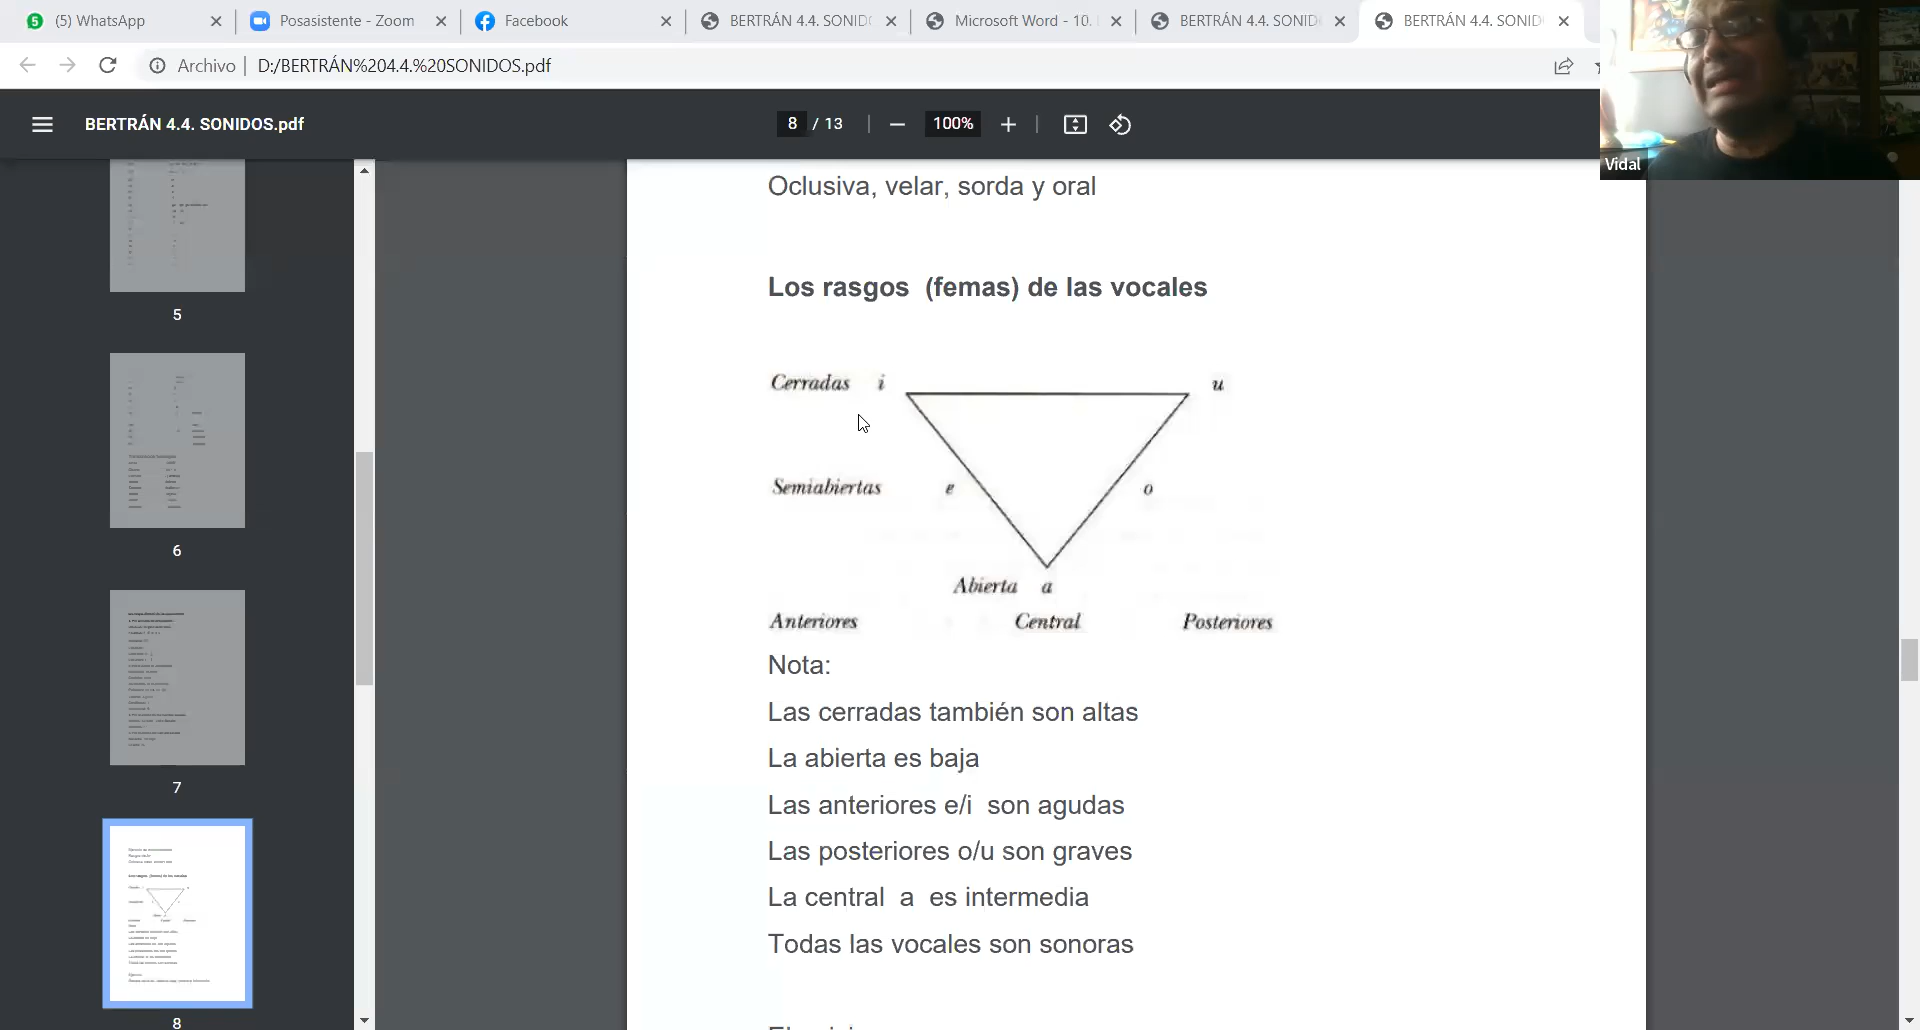 (5) WhatsApp
Posasistente - Zoom
Facebook
BERTRÁN 4.4. SONID
Microsoft Word - 10.
BERTRÁN 4.4. SONID
BERTRÁN 4.4. SONID
Archivo | D:/BERTRÁN%204.4.%20SONIDOS.pdf
BERTRÁN 4.4. SONIDOS.pdf
8 / 13
100%
Vidal
5
6
7
8
Oclusiva, velar, sorda y oral
Los rasgos (femas) de las vocales
Cerradas i u
Semiabiertas e o
Abierta a
Anteriores Central Posteriores
Nota:
Las cerradas también son altas
La abierta es baja
Las anteriores e/i son agudas
Las posteriores o/u son graves
La central a es intermedia
Todas las vocales son sonoras